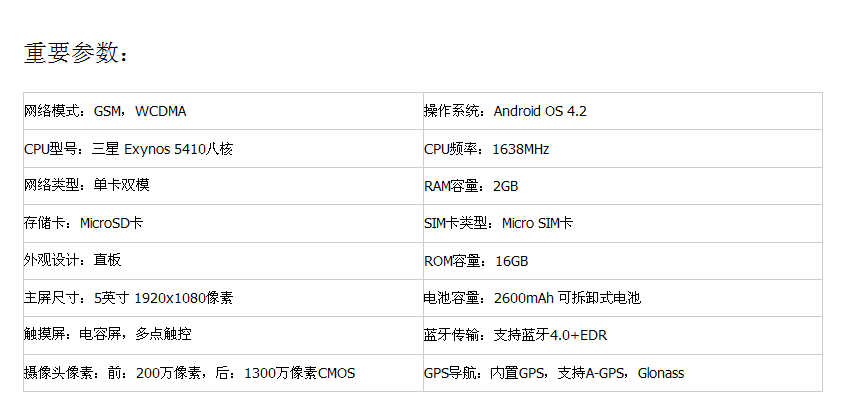 重要参数：
网络模式：GSM，WCDMA
操作系统：Android OS 4.2
CPU型号：三星 Exynos 5410八核
CPU频率：1638MHz
网络类型：单卡双模
RAM容量：2GB
存储卡：MicroSD卡
SIM卡类型：Micro SIM卡
外观设计：直板
ROM容量：16GB
主屏尺寸：5英寸 1920x1080像素
电池容量：2600mAh 可拆卸式电池
触摸屏：电容屏，多点触控
蓝牙传输：支持蓝牙4.0+EDR
摄像头像素：前：200万像素，后：1300万像素CMOS
GPS导航：内置GPS，支持A-GPS，Glonass